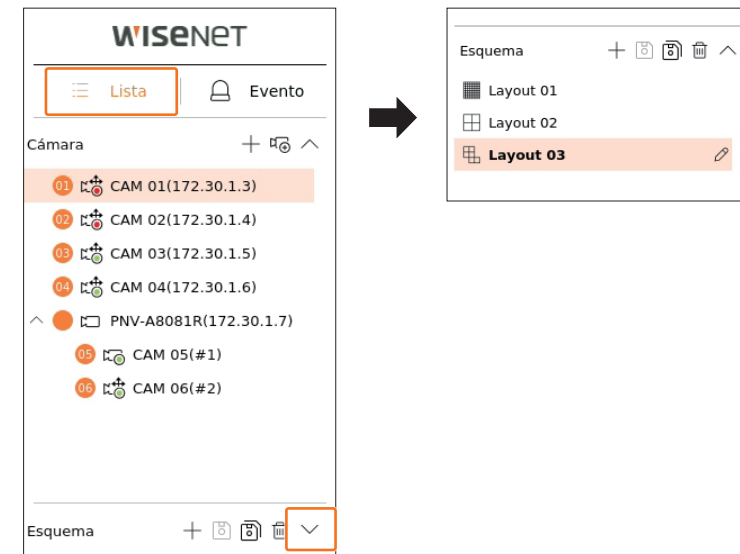 WISENET
Lista
Evento
Cámara
01 CAM 01(172.30.1.3)
02 CAM 02(172.30.1.4)
03 CAM 03(172.30.1.5)
04 CAM 04(172.30.1.6)
PNV-A8081R(172.30.1.7)
05 CAM 05(#1)
06 CAM 06(#2)
Esquema
Esquema
Layout 01
Layout 02
Layout 03